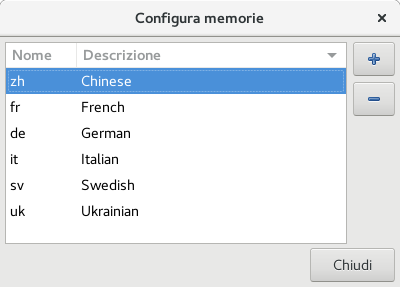 Configura memorie
Nome Descrizione
zh Chinese
fr French
de German
it Italian
sv Swedish
uk Ukrainian
Chiudi